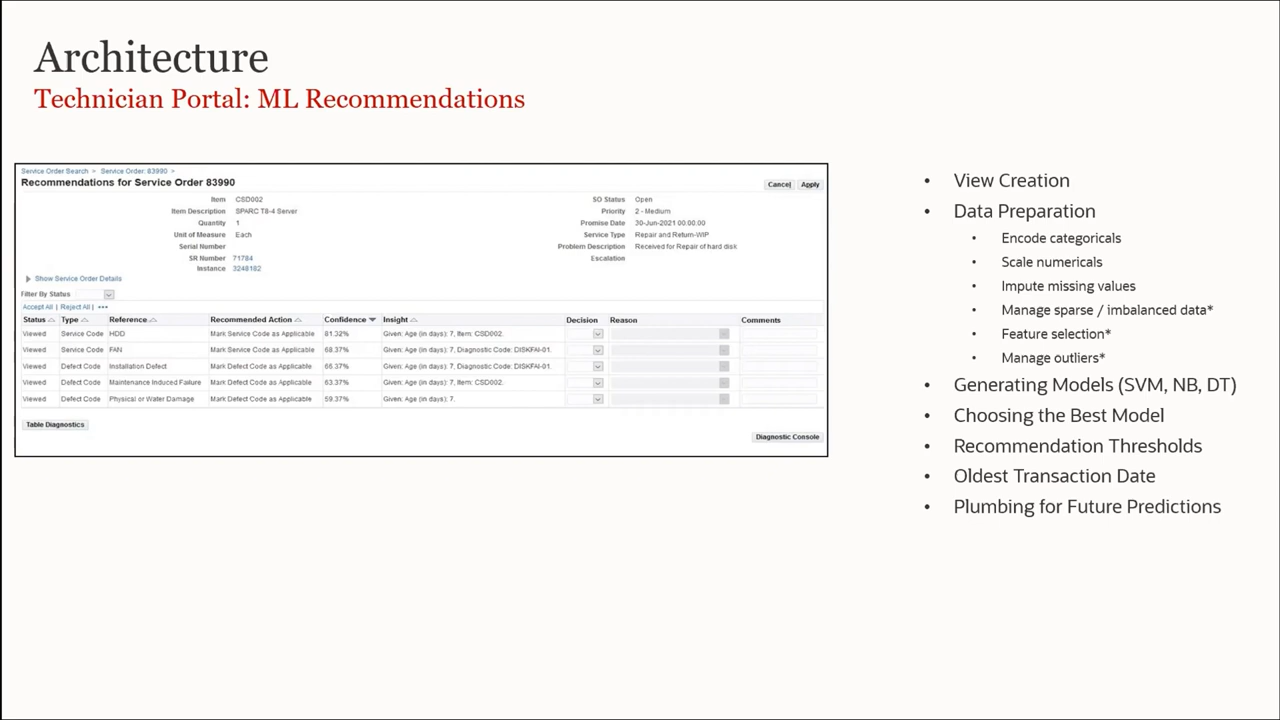 Architecture
Technician Portal: ML Recommendations
Service Order Search > Service Order: 83990 >
Recommendations for Service Order 83990
Cancel Apply
Item CSD002 SO Status Open
Item Description SPARC T8-4 Server Priority 2 - Medium
Quantity 1 Promise Date 30-Jun-2021 00:00:00
Unit of Measure Each Service Type Repair and Return-WIP
Serial Number Problem Description Received for Repair of hard disk
SR Number 71784 Escalation
Instance 3248182
Show Service Order Details
Filter By Status
Accept All | Reject All | •••
Status Type Reference Recommended Action Confidence Insight Decision Reason Comments
Viewed Service Code HDD Mark Service Code as Applicable 81.32% Given: Age (in days): 7, Item: CSD002.
Viewed Service Code FAN Mark Service Code as Applicable 68.37% Given: Age (in days): 7, Diagnostic Code: DISKFAI-01.
Viewed Defect Code Installation Defect Mark Defect Code as Applicable 66.37% Given: Age (in days): 7, Diagnostic Code: DISKFAI-01.
Viewed Defect Code Maintenance Induced Failure Mark Defect Code as Applicable 63.37% Given: Age (in days): 7, Item: CSD002.
Viewed Defect Code Physical or Water Damage Mark Defect Code as Applicable 59.37% Given: Age (in days): 7.
Table Diagnostics
Diagnostic Console
• View Creation
• Data Preparation
• Encode categoricals
• Scale numericals
• Impute missing values
• Manage sparse / imbalanced data*
• Feature selection*
• Manage outliers*
• Generating Models (SVM, NB, DT)
• Choosing the Best Model
• Recommendation Thresholds
• Oldest Transaction Date
• Plumbing for Future Predictions